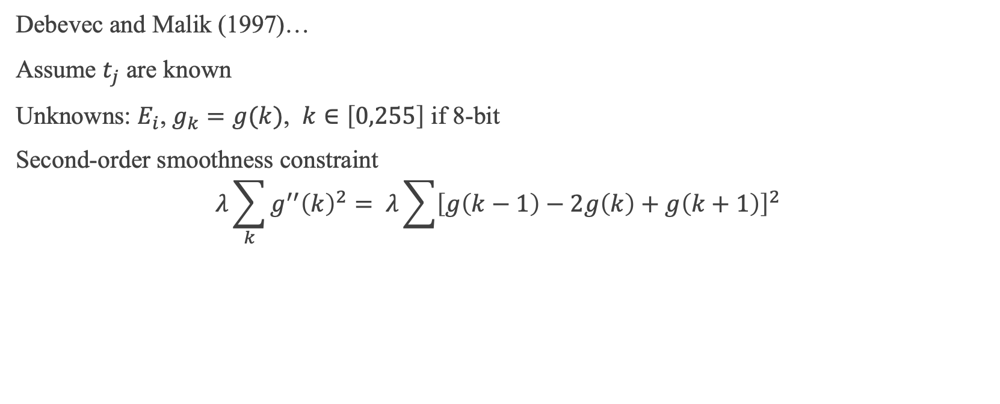 Debevec and Malik (1997)…
Assume 𝑡ⱼ are known
Unknowns: 𝐸ᵢ, 𝑔ₖ = 𝑔(𝑘), 𝑘 ∈ [0,255] if 8-bit
Second-order smoothness constraint
𝜆 ∑ₖ 𝑔′′(𝑘)² = 𝜆 ∑[𝑔(𝑘 − 1) − 2𝑔(𝑘) + 𝑔(𝑘 + 1)]²